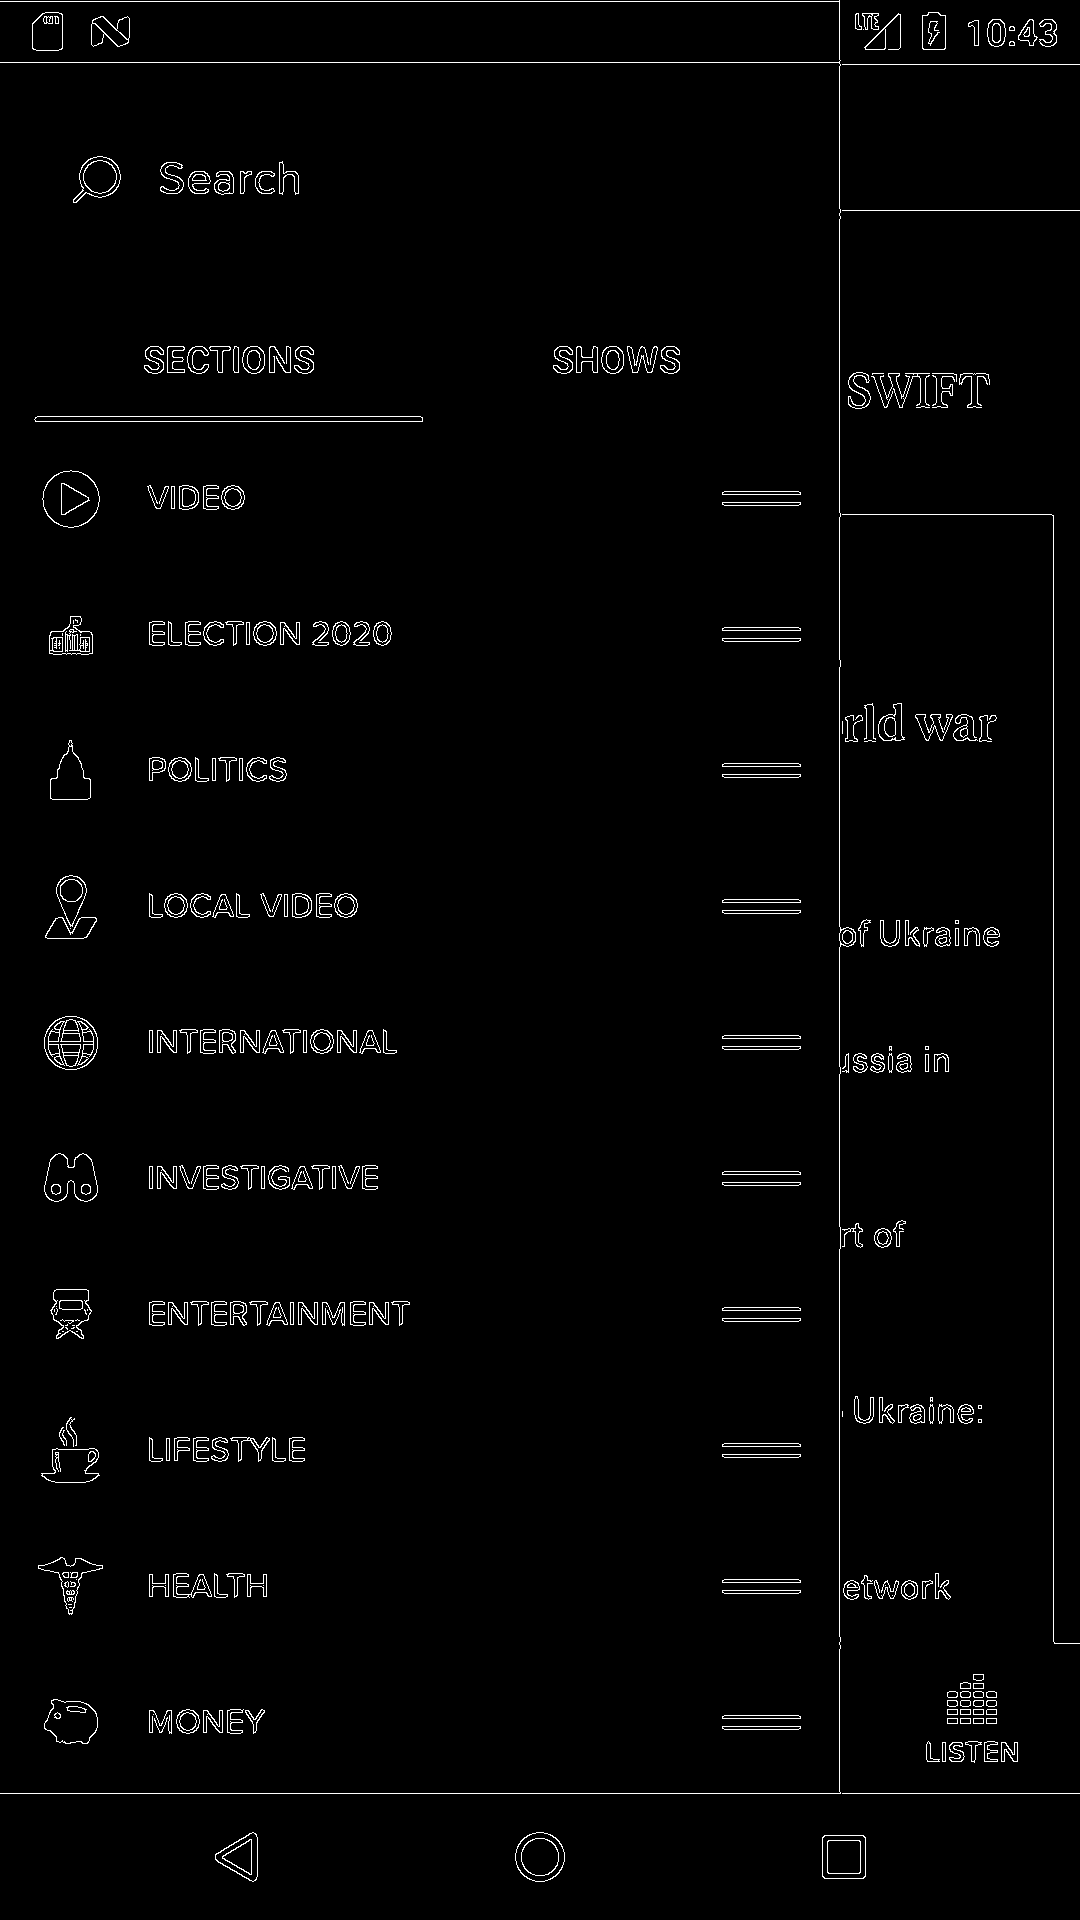 LTE 10:43
Search
SECTIONS SHOWS
SWIFT
VIDEO
ELECTION 2020
rld war
POLITICS
LOCAL VIDEO
of Ukraine
INTERNATIONAL
ussia in
INVESTIGATIVE
rt of
ENTERTAINMENT
Ukraine:
LIFESTYLE
HEALTH
etwork
MONEY
LISTEN